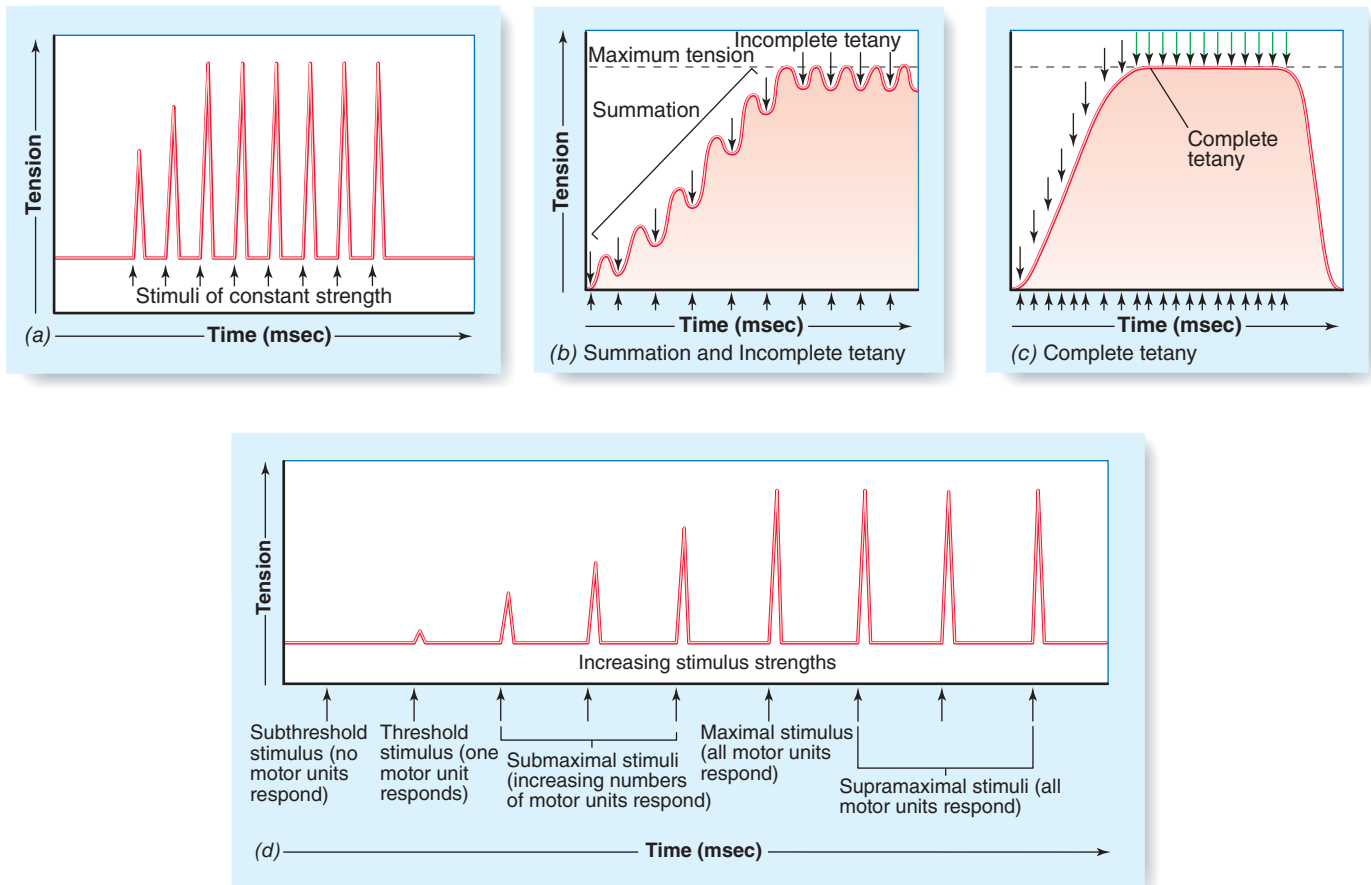 Tension
Stimuli of constant strength
(a)
Time (msec)
Tension
Maximum tension
Incomplete tetany
Summation
Time (msec)
(b) Summation and Incomplete tetany
Complete
tetany
Time (msec)
(c) Complete tetany
Tension
Increasing stimulus strengths
Subthreshold
stimulus (no
motor units
respond)
Threshold
stimulus (one
motor unit
responds)
Submaximal stimuli
(increasing numbers
of motor units respond)
Maximal stimulus
(all motor units
respond)
Supramaximal stimuli (all
motor units respond)
(d)
Time (msec)